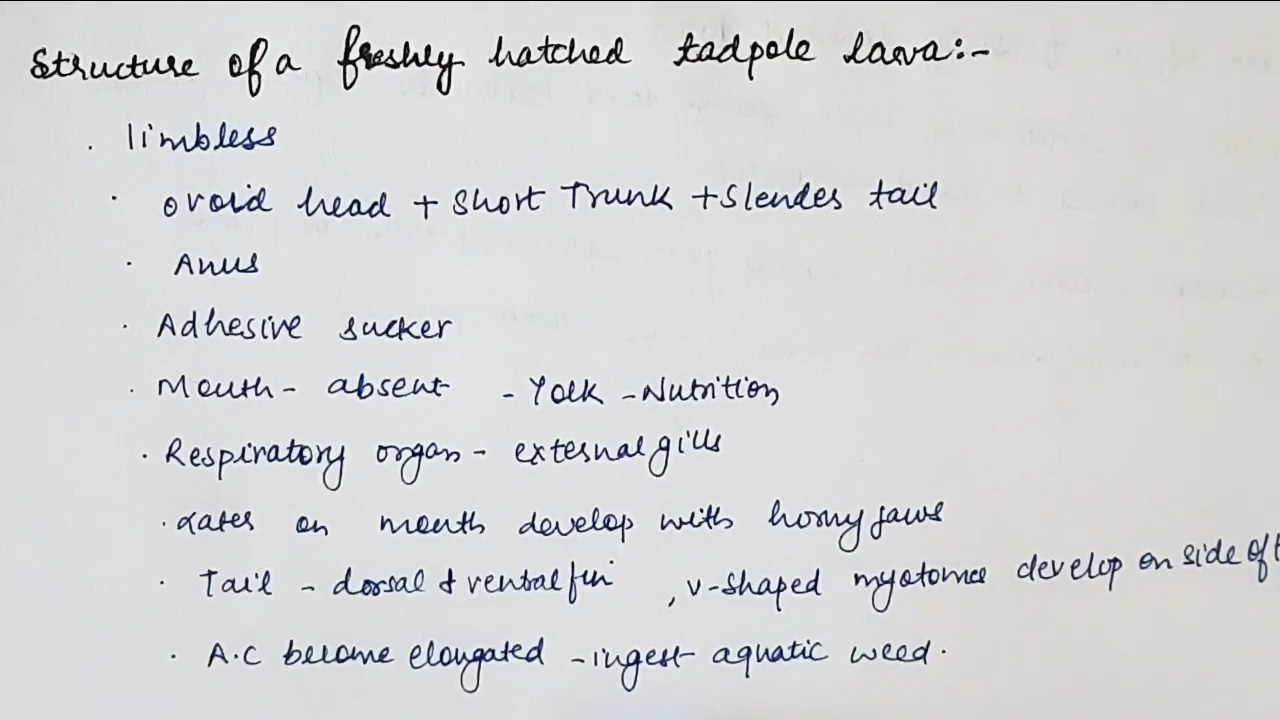 Structure of a freshly hatched tadpole larva:-
. limbless
. ovoid head + short Trunk + Slender tail
. Anus
. Adhesive sucker
. Mouth - absent - Yolk - Nutrition
. Respiratory organ - external gills
. Later on mouth develop with horny jaws
. Tail - dorsal & ventral fin , v-shaped myotome develop on side of t
. A.C become elongated - ingest aquatic weed.